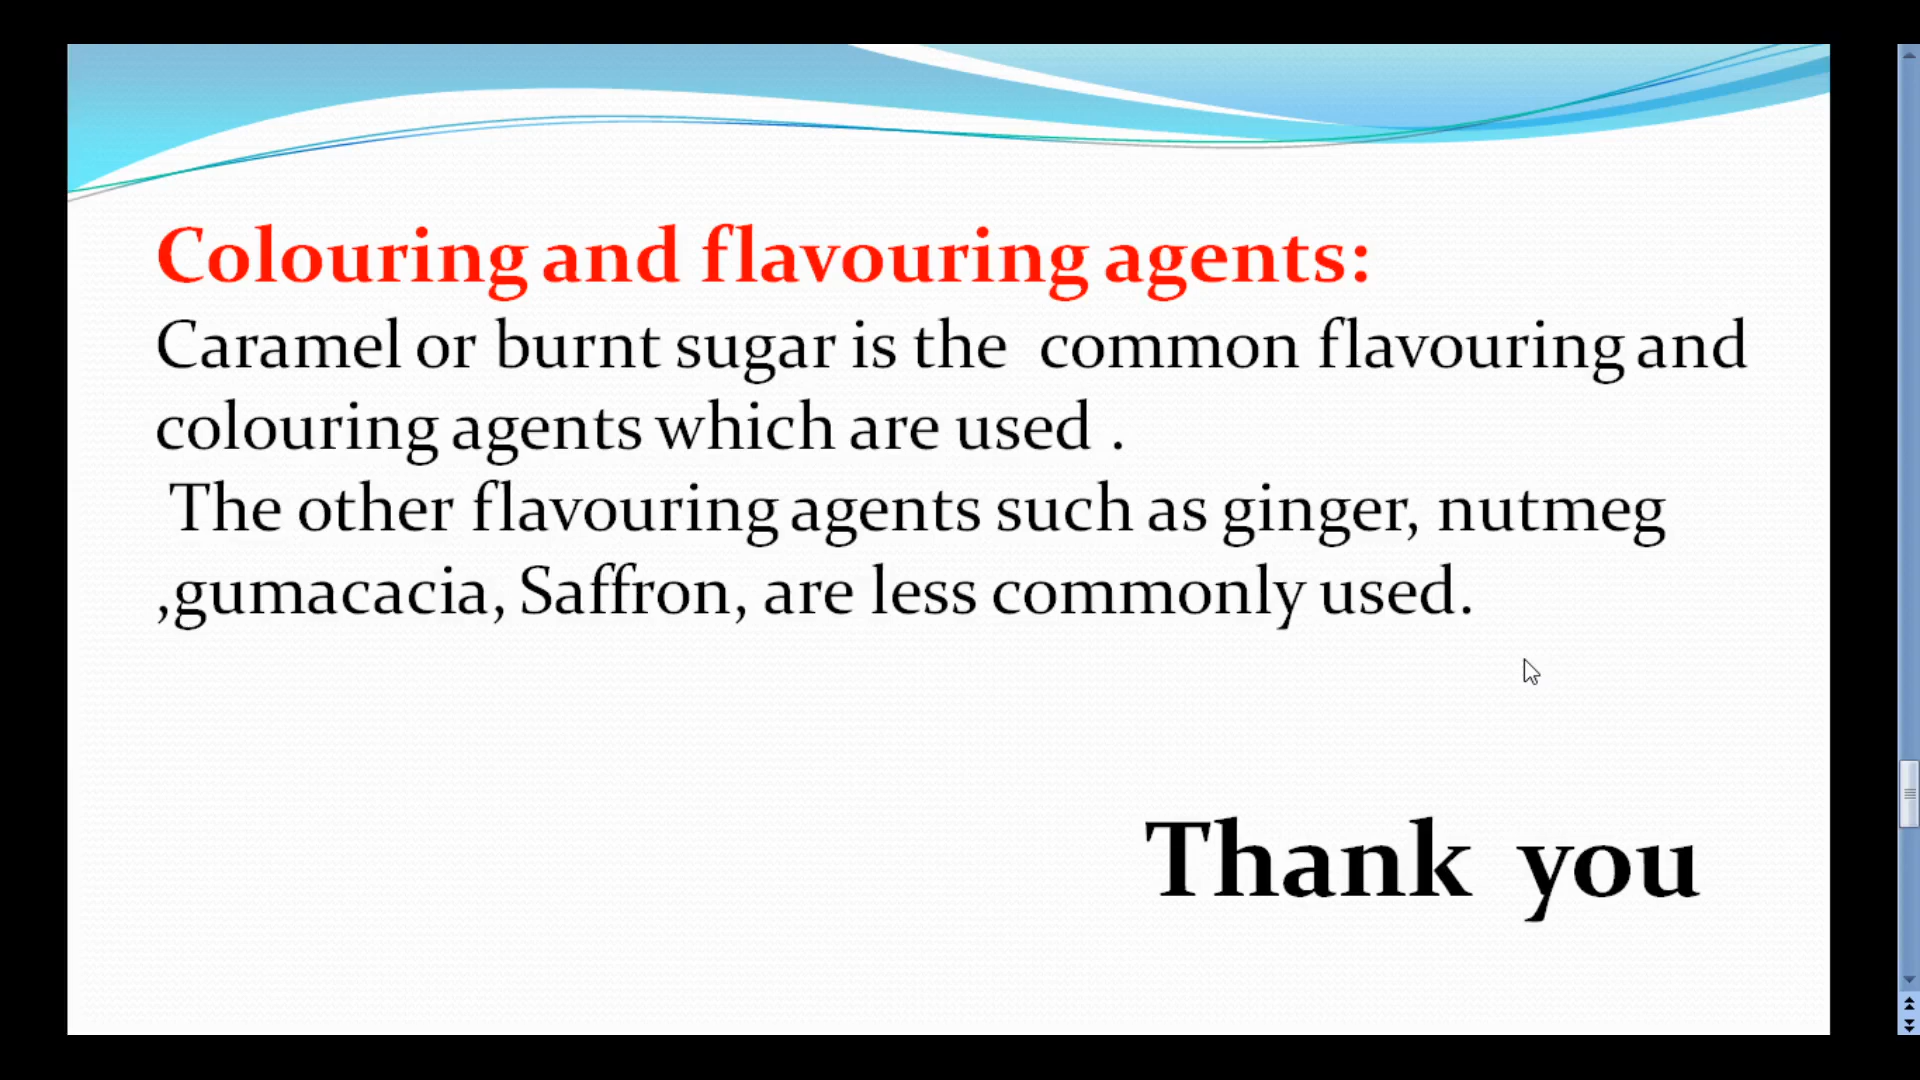 Colouring and flavouring agents:
Caramel or burnt sugar is the common flavouring and
colouring agents which are used .
The other flavouring agents such as ginger, nutmeg
,gumacacia, Saffron, are less commonly used.
Thank you